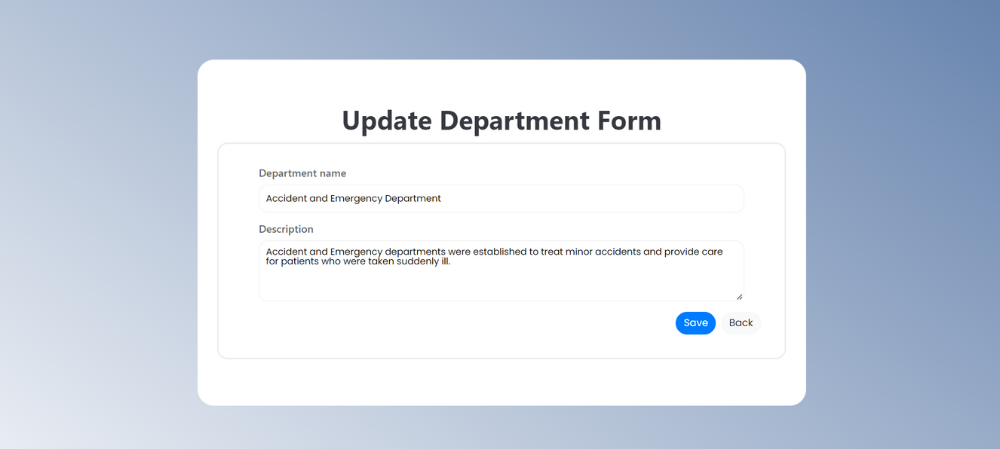 Update Department Form
Department name
Accident and Emergency Department
Description
Accident and Emergency departments were established to treat minor accidents and provide care
for patients who were taken suddenly ill.
Save Back